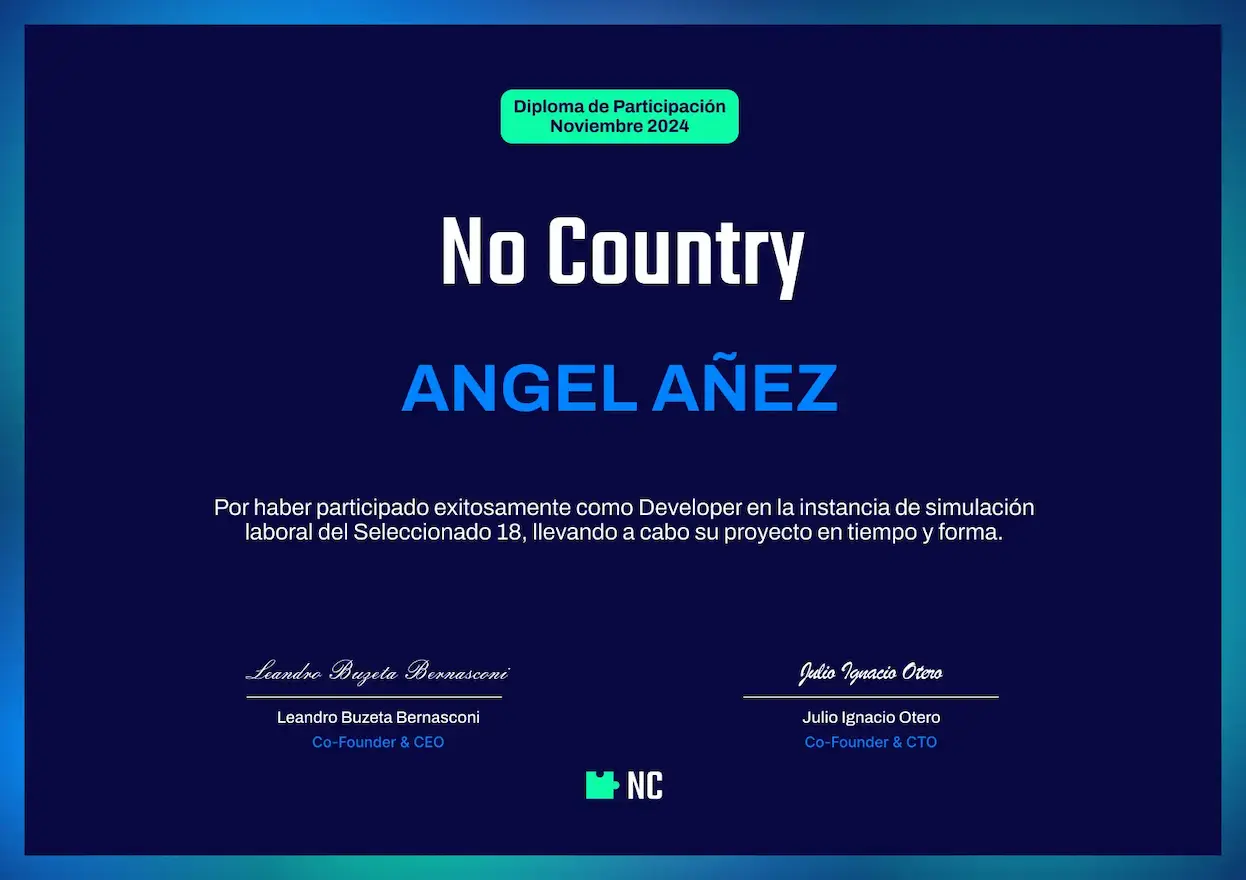 Diploma de Participación
Noviembre 2024
No Country
ANGEL AÑEZ
Por haber participado exitosamente como Developer en la instancia de simulación
laboral del Seleccionado 18, llevando a cabo su proyecto en tiempo y forma.
Leandro Buzeta Bernasconi
Julio Ignacio Otero
Leandro Buzeta Bernasconi
Julio Ignacio Otero
Co-Founder & CEO
Co-Founder & CTO
NC